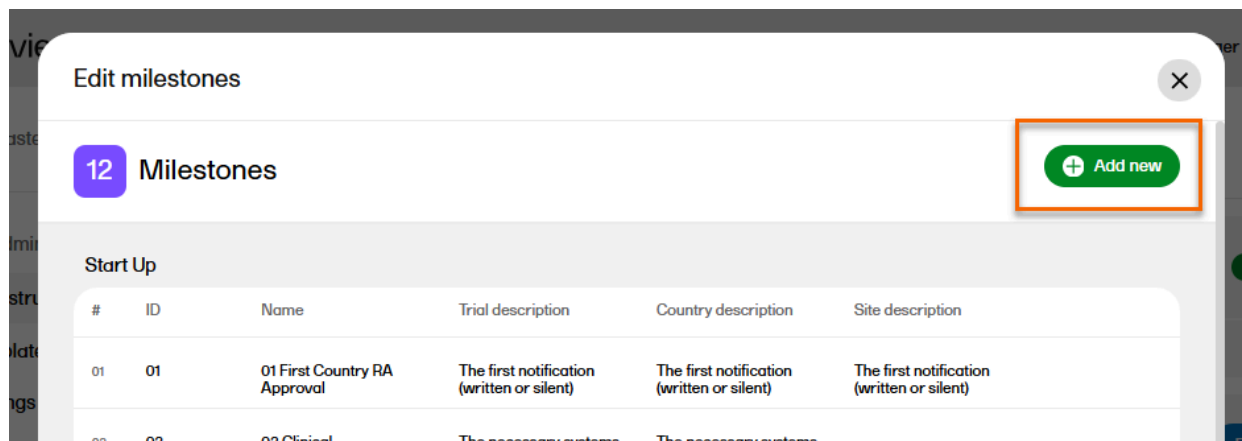 Edit milestones
12 Milestones
Add new
Start Up
# ID Name Trial description Country description Site description
01 01 01 First Country RA Approval The first notification (written or silent) The first notification (written or silent) The first notification (written or silent)